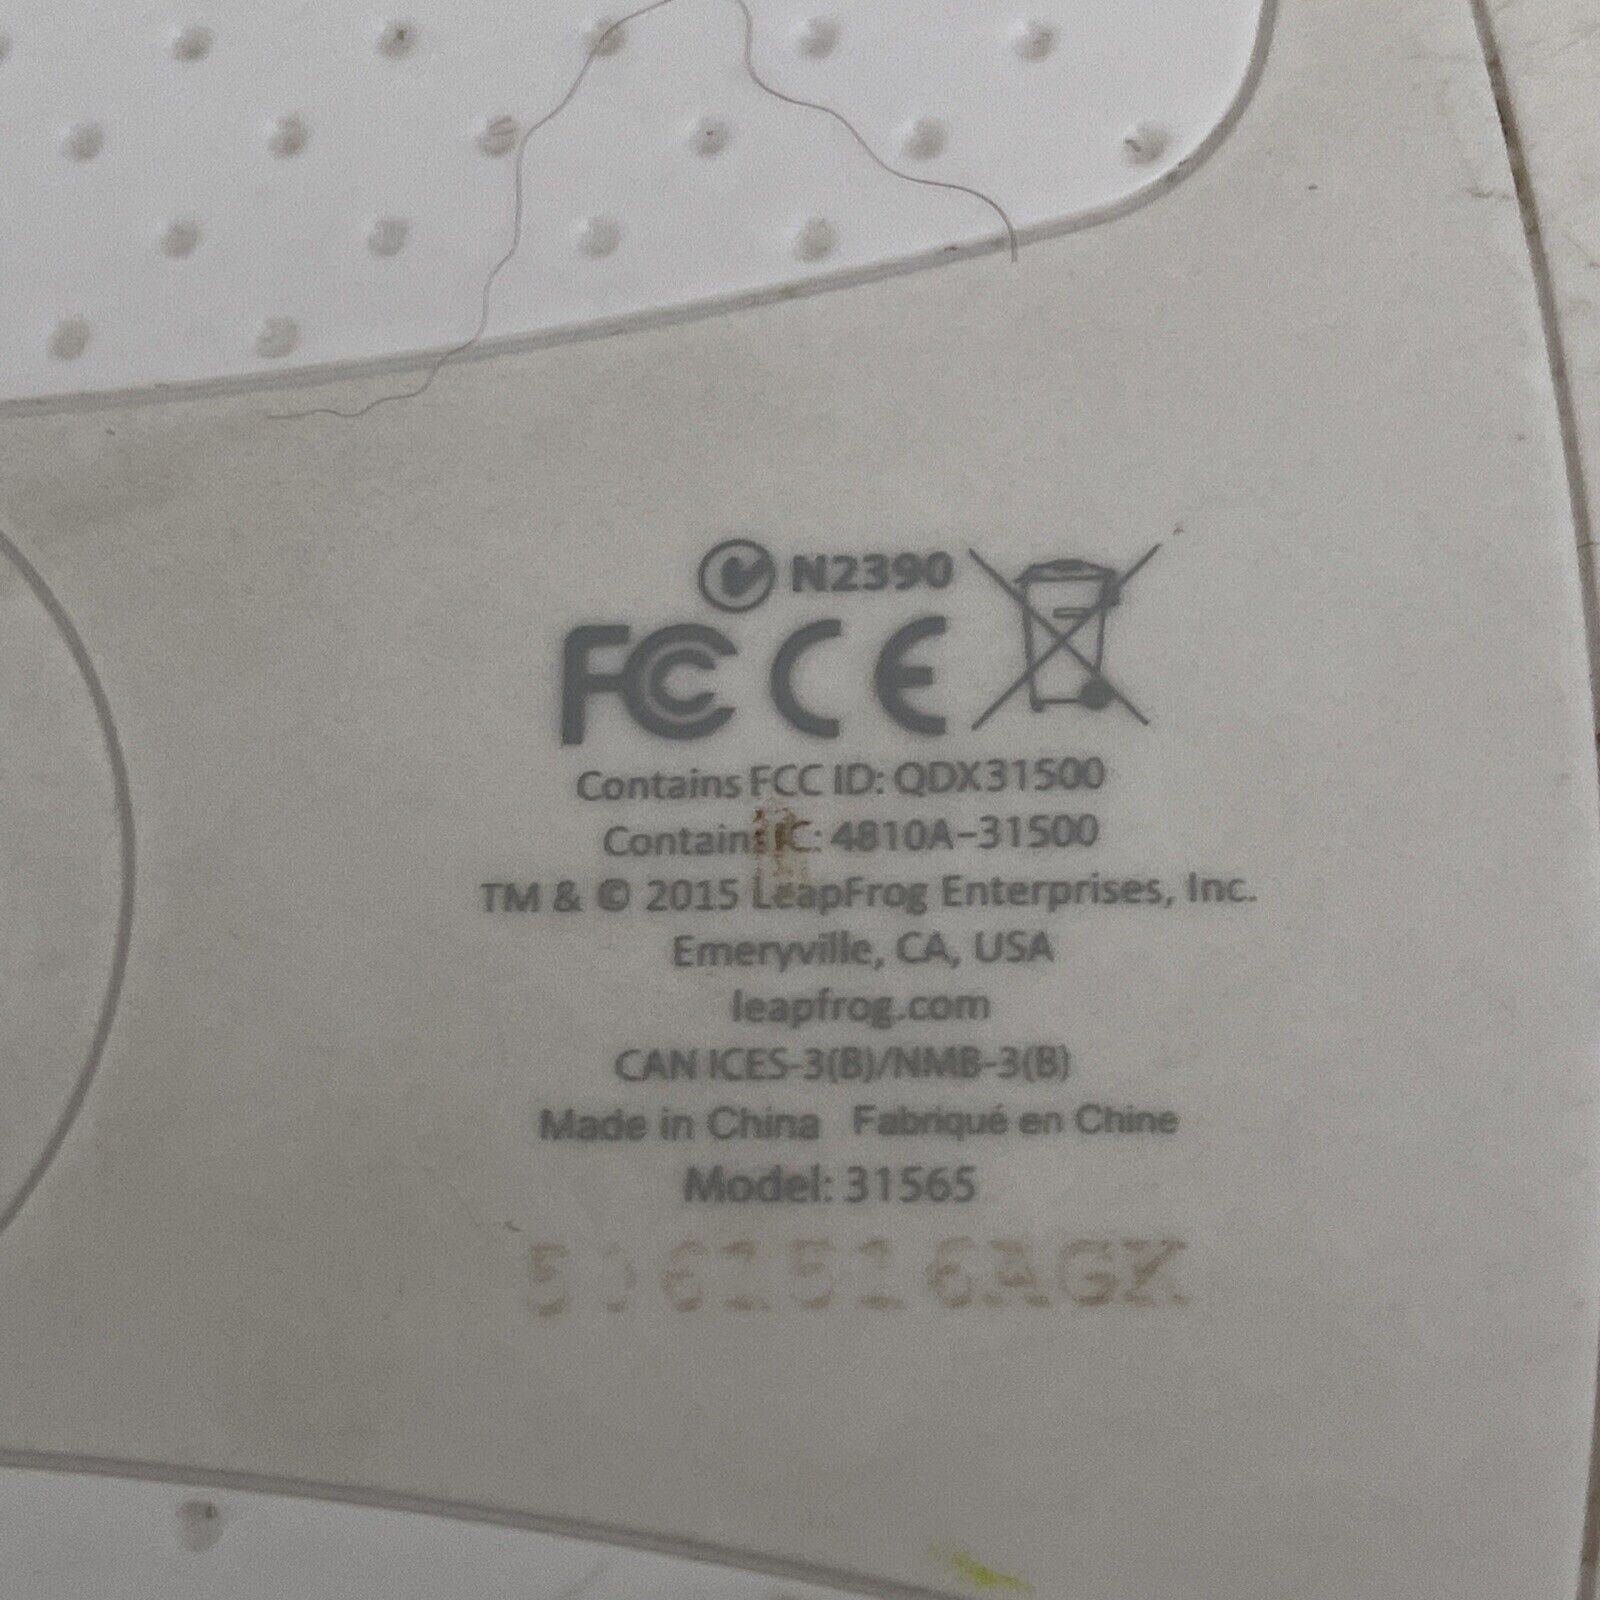 N2390
FC CE
Contains FCC ID: QDX31500
Contains IC: 4810A-31500
TM & © 2015 LeapFrog Enterprises, Inc.
Emeryville, CA, USA
leapfrog.com
CAN ICES-3(B)/NMB-3(B)
Made in China Fabriqué en Chine
Model: 31565